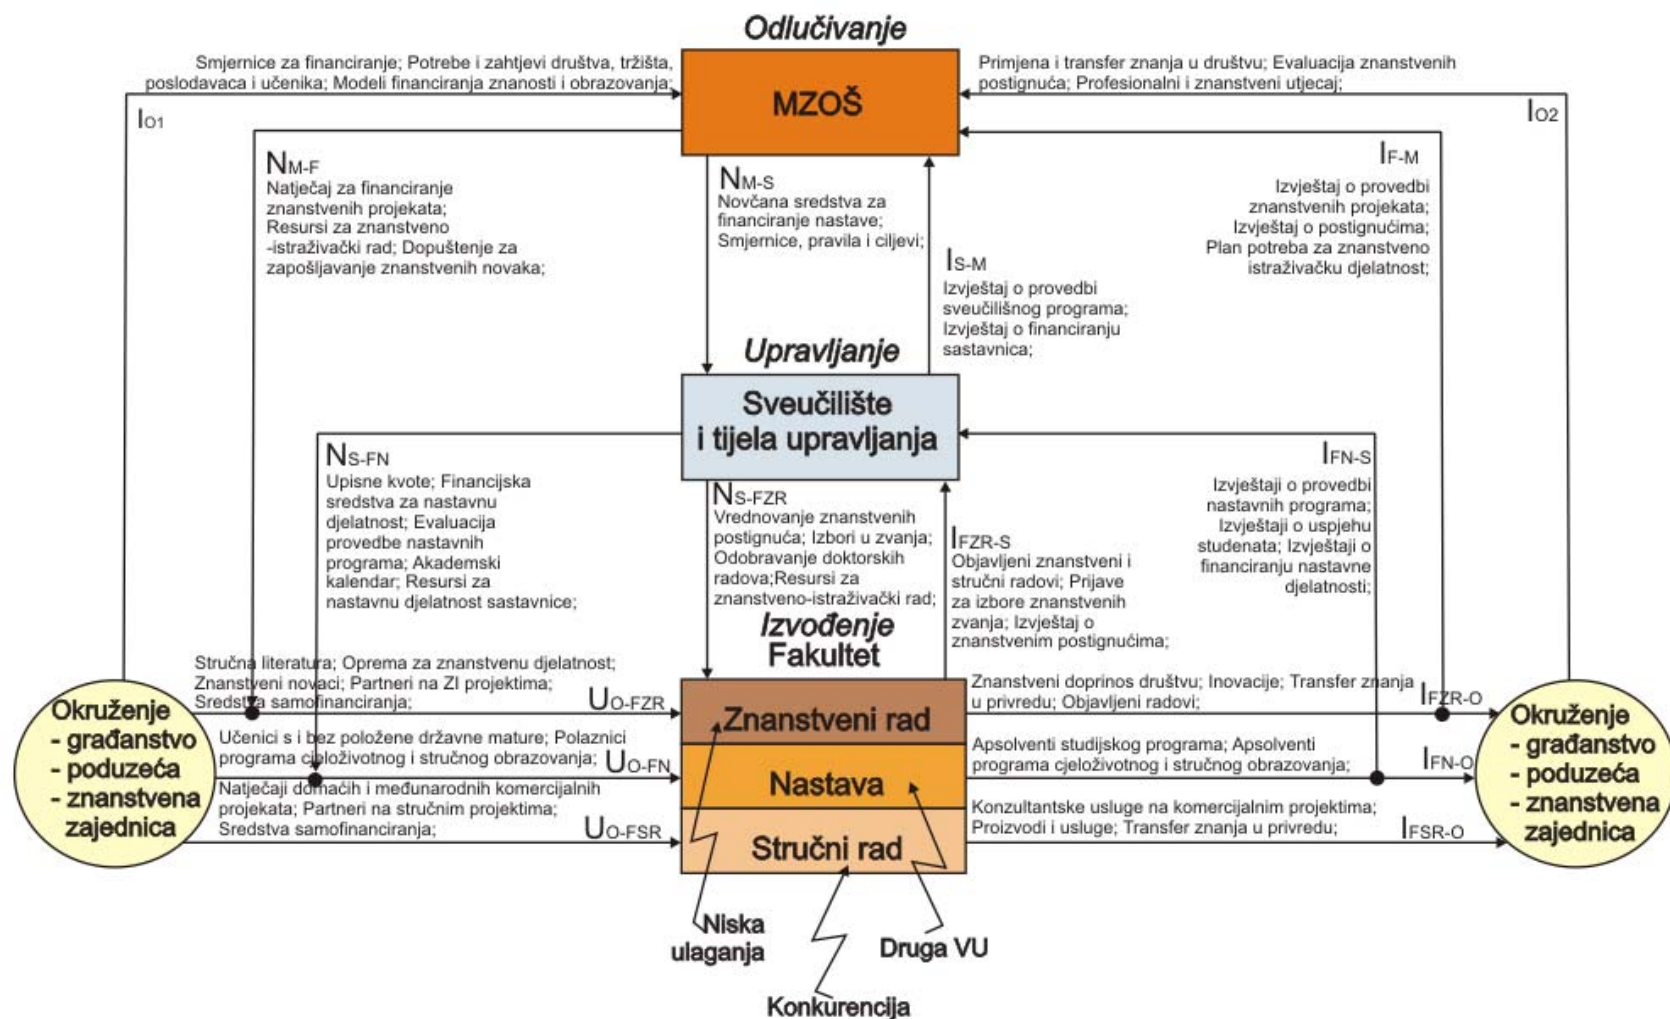 Odlučivanje
Smjernice za financiranje; Potrebe i zahtjevi društva, tržišta,
poslodavaca i učenika; Modeli financiranja znanosti i obrazovanja;
IO1
MZOŠ
Primjena i transfer znanja u društvu; Evaluacija znanstvenih
postignuća; Profesionalni i znanstveni utjecaj;
IO2
NM-F
Natječaj za financiranje
znanstvenih projekata;
Resursi za znanstveno
-istraživački rad; Dopuštenje za
zapošljavanje znanstvenih novaka;
NM-S
Novčana sredstva za
financiranje nastave;
Smjernice, pravila i ciljevi;
IS-M
Izvještaj o provedbi
sveučilišnog programa;
Izvještaj o financiranju
sastavnica;
IF-M
Izvještaj o provedbi
znanstvenih projekata;
Izvještaj o postignućima;
Plan potreba za znanstveno
istraživačku djelatnost;
Upravljanje
Sveučilište
i tijela upravljanja
NS-FN
Upisne kvote; Financijska
sredstva za nastavnu
djelatnost; Evaluacija
provedbe nastavnih
programa; Akademski
kalendar; Resursi za
nastavnu djelatnost sastavnice;
NS-FZR
Vrednovanje znanstvenih
postignuća; Izbori u zvanja;
Odobravanje doktorskih
radova;Resursi za
znanstveno-istraživački rad;
IFZR-S
Objavljeni znanstveni i
stručni radovi; Prijave
za izbore znanstvenih
zvanja; Izvještaj o
znanstvenim postignućima;
IFN-S
Izvještaji o provedbi
nastavnih programa;
Izvještaji o uspjehu
studenata; Izvještaji o
financiranju nastavne
djelatnosti;
Izvođenje
Fakultet
Okruženje
- građanstvo
- poduzeća
- znanstvena
zajednica
Stručna literatura; Oprema za znanstvenu djelatnost;
Znanstveni novaci; Partneri na ZI projektima;
Sredstva samofinanciranja;
UO-FZR
Učenici s i bez položene državne mature; Polaznici
programa cjeloživotnog i stručnog obrazovanja;
UO-FN
Natječaji domaćih i međunarodnih komercijalnih
projekata; Partneri na stručnim projektima;
Sredstva samofinanciranja;
UO-FSR
Znanstveni rad
Nastava
Stručni rad
Znanstveni doprinos društvu; Inovacije; Transfer znanja
u privredu; Objavljeni radovi;
IFZR-O
Apsolventi studijskog programa; Apsolventi
programa cjeloživotnog i stručnog obrazovanja;
IFN-O
Konzultantske usluge na komercijalnim projektima;
Proizvodi i usluge; Transfer znanja u privredu;
IFSR-O
Okruženje
- građanstvo
- poduzeća
- znanstvena
zajednica
Niska
ulaganja
Druga VU
Konkurencija